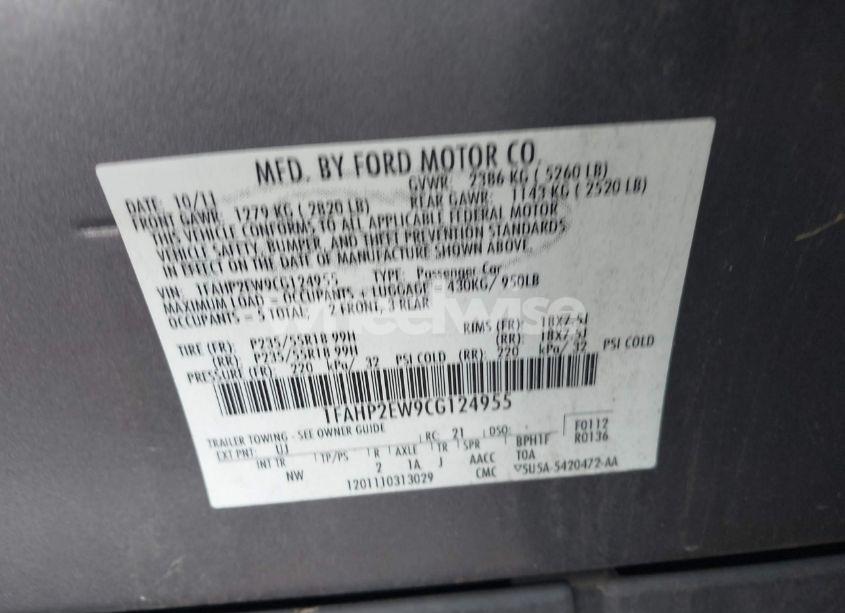 MFD. BY FORD MOTOR CO.
DATE: 10/11 GVWR: 2386 KG ( 5260 LB)
FRONT GAWR: 1279 KG ( 2820 LB) REAR GAWR: 1143 KG ( 2520 LB)
THIS VEHICLE CONFORMS TO ALL APPLICABLE FEDERAL MOTOR
VEHICLE SAFETY, BUMPER, AND THEFT PREVENTION STANDARDS
IN EFFECT ON THE DATE OF MANUFACTURE SHOWN ABOVE.
VIN: 1FAHP2EW9CG124955 TYPE: Passenger Car
MAXIMUM LOAD - OCCUPANTS + LUGGAGE = 430KG/ 950LB
OCCUPANTS - 5 TOTAL, 2 FRONT, 3 REAR
wheelwise
TIRE (FR): P235/55R18 99H RIMS (FR): 18X7.5J
(RR): P235/55R18 99H (RR): 18X7.5J
PRESSURE: (FR): 220 kPa/ 32 PSI COLD (RR): 220 kPa/ 32 PSI COLD
1FAHP2EW9CG124955
TRAILER TOWING - SEE OWNER GUIDE
EXT PNT: UJ RC: 21 DSO: F0112
INT TR TP/PS R AXLE TR SPR BPH1F R0136
NW 2 1A J AACC TOA
1201110313029 CMC 5U5A-5420472-AA